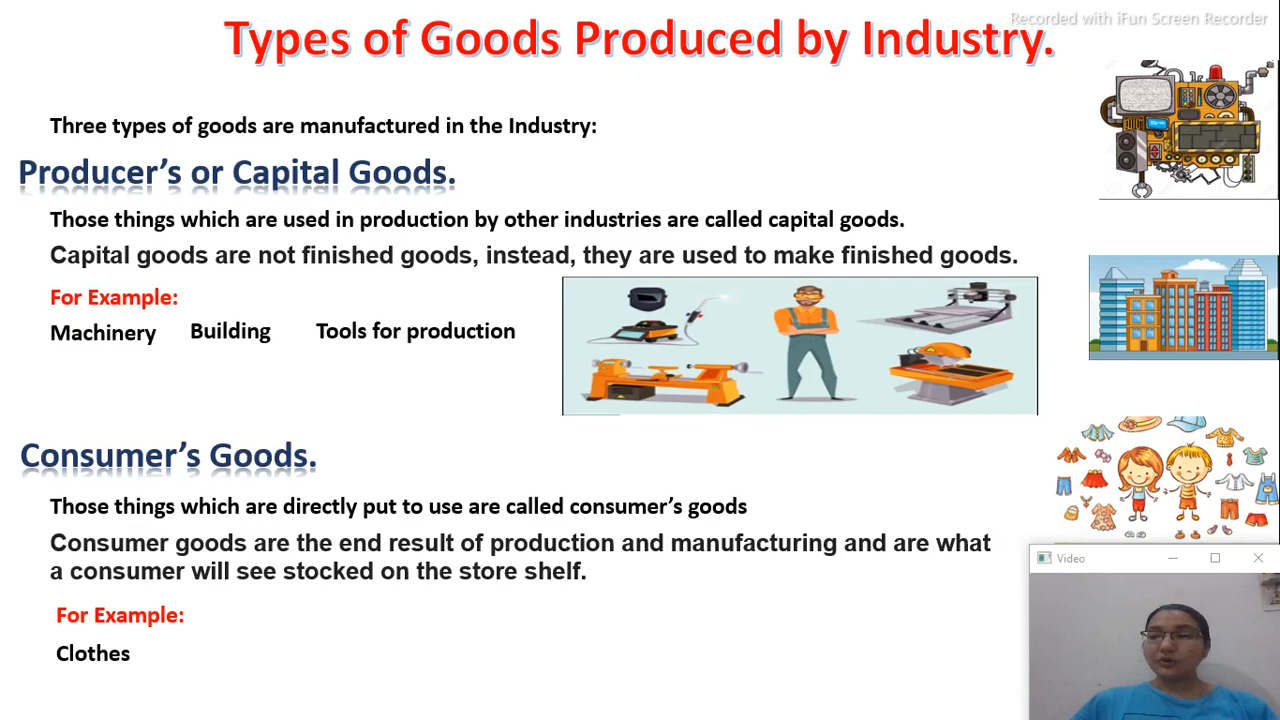 Recorded with iFun Screen Recorder
Types of Goods Produced by Industry.
Three types of goods are manufactured in the Industry:
Producer’s or Capital Goods.
Those things which are used in production by other industries are called capital goods.
Capital goods are not finished goods, instead, they are used to make finished goods.
For Example:
Machinery Building Tools for production
Consumer’s Goods.
Those things which are directly put to use are called consumer’s goods
Consumer goods are the end result of production and manufacturing and are what
a consumer will see stocked on the store shelf.
For Example:
Clothes
Video